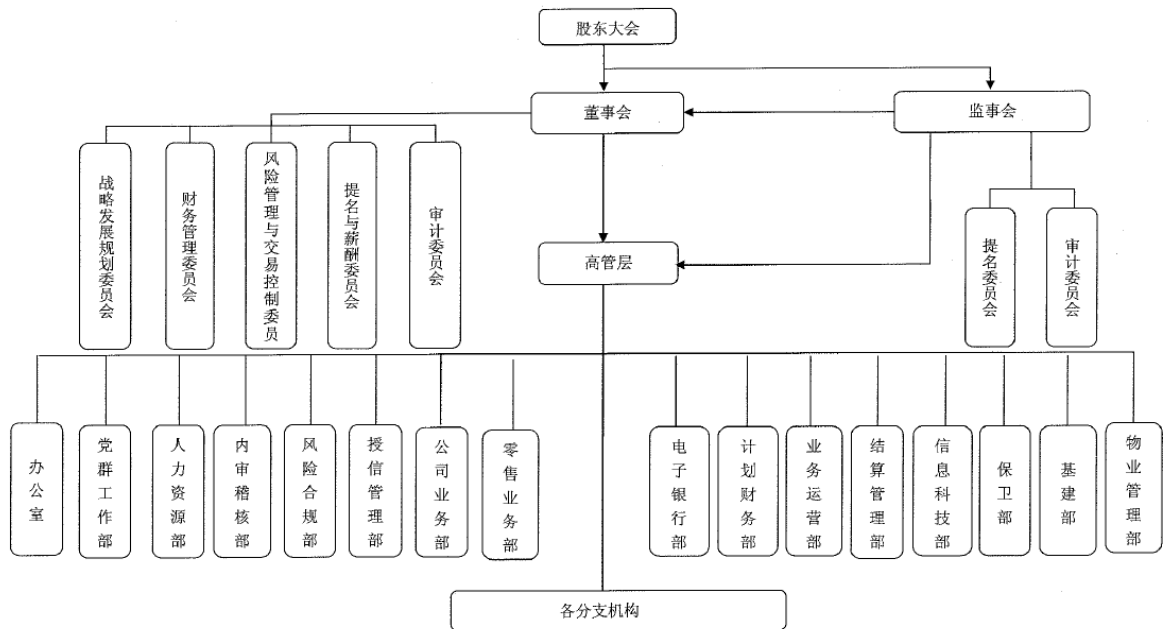 股东大会
董事会
监事会
战略发展规划委员会
财务管理委员会
风险管理与交易控制委员
提名与薪酬委员会
审计委员会
高管层
提名委员会
审计委员会
办公室
党群工作部
人力资源部
内审稽核部
风险合规部
授信管理部
公司业务部
零售业务部
电子银行部
计划财务部
业务运营部
结算管理部
信息科技部
保卫部
基建部
物业管理部
各分支机构